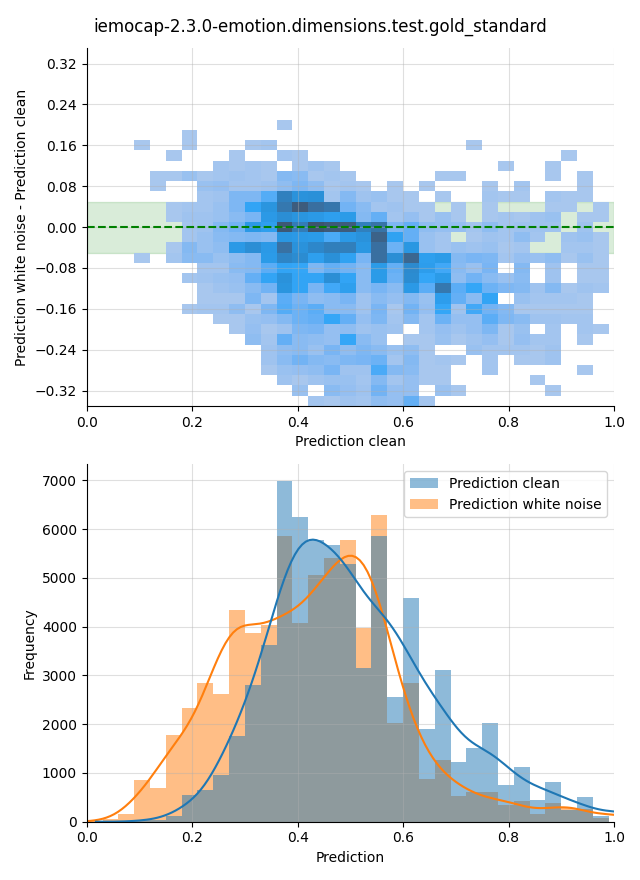 iemocap-2.3.0-emotion.dimensions.test.gold_standard
Prediction white noise - Prediction clean
0.32
0.24
0.16
0.08
0.00
−0.08
−0.16
−0.24
−0.32
0.0 0.2 0.4 0.6 0.8 1.0
Prediction clean
Frequency
7000
6000
5000
4000
3000
2000
1000
0
Prediction clean
Prediction white noise
0.0 0.2 0.4 0.6 0.8 1.0
Prediction